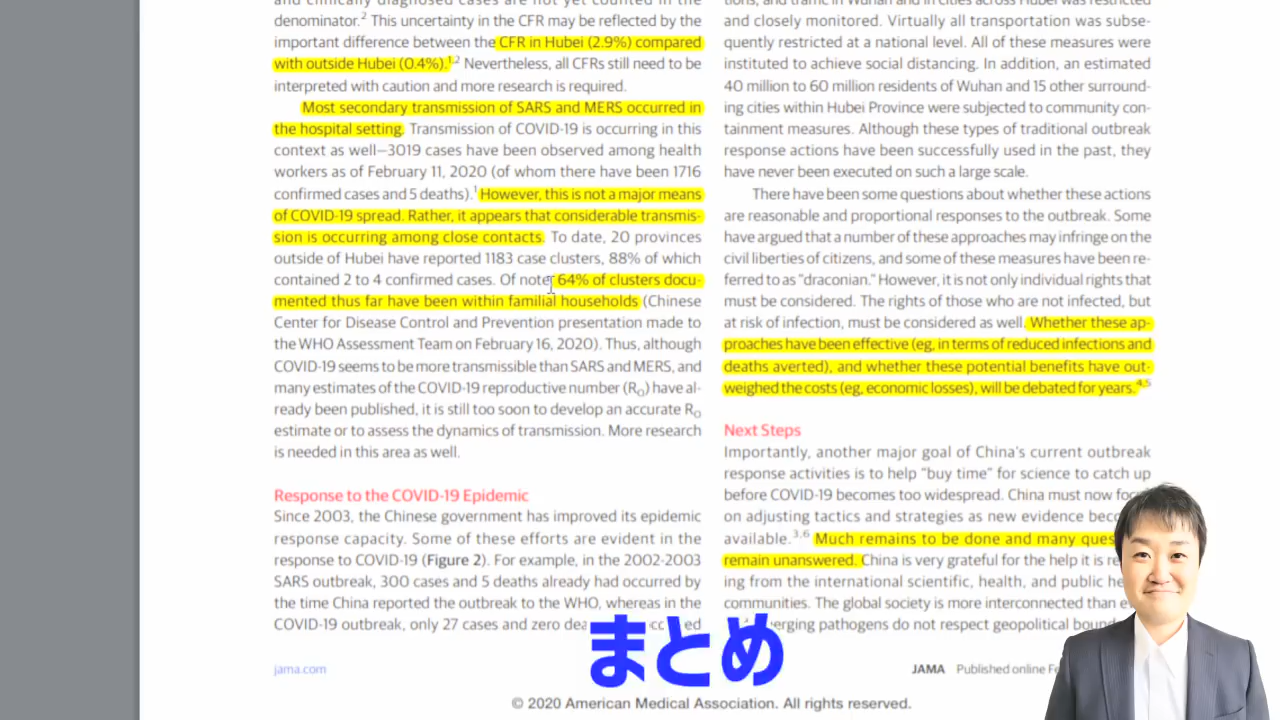 and clinically diagnosed cases are not yet counted in the
denominator.2 This uncertainty in the CFR may be reflected by the
important difference between the CFR in Hubei (2.9%) compared
with outside Hubei (0.4%).1,2 Nevertheless, all CFRs still need to be
interpreted with caution and more research is required.
Most secondary transmission of SARS and MERS occurred in
the hospital setting. Transmission of COVID-19 is occurring in this
context as well—3019 cases have been observed among health
workers as of February 11, 2020 (of whom there have been 1716
confirmed cases and 5 deaths).1 However, this is not a major means
of COVID-19 spread. Rather, it appears that considerable transmis-
sion is occurring among close contacts. To date, 20 provinces
outside of Hubei have reported 1183 case clusters, 88% of which
contained 2 to 4 confirmed cases. Of note, 64% of clusters docu-
mented thus far have been within familial households (Chinese
Center for Disease Control and Prevention presentation made to
the WHO Assessment Team on February 16, 2020). Thus, although
COVID-19 seems to be more transmissible than SARS and MERS, and
many estimates of the COVID-19 reproductive number (R0) have al-
ready been published, it is still too soon to develop an accurate R0
estimate or to assess the dynamics of transmission. More research
is needed in this area as well.
Response to the COVID-19 Epidemic
Since 2003, the Chinese government has improved its epidemic
response capacity. Some of these efforts are evident in the
response to COVID-19 (Figure 2). For example, in the 2002-2003
SARS outbreak, 300 cases and 5 deaths already had occurred by
the time China reported the outbreak to the WHO, whereas in the
COVID-19 outbreak, only 27 cases and zero
tions, and traffic in Wuhan and in cities across Hubei was restricted
and closely monitored. Virtually all transportation was subse-
quently restricted at a national level. All of these measures were
instituted to achieve social distancing. In addition, an estimated
40 million to 60 million residents of Wuhan and 15 other surround-
ing cities within Hubei Province were subjected to community con-
tainment measures. Although these types of traditional outbreak
response actions have been successfully used in the past, they
have never been executed on such a large scale.
There have been some questions about whether these actions
are reasonable and proportional responses to the outbreak. Some
have argued that a number of these approaches may infringe on the
civil liberties of citizens, and some of these measures have been re-
ferred to as "draconian." However, it is not only individual rights that
must be considered. The rights of those who are not infected, but
at risk of infection, must be considered as well. Whether these ap-
proaches have been effective (eg, in terms of reduced infections and
deaths averted), and whether these potential benefits have out-
weighed the costs (eg, economic losses), will be debated for years.4,5
Next Steps
Importantly, another major goal of China's current outbreak
response activities is to help "buy time" for science to catch up
before COVID-19 becomes too widespread. China must now
on adjusting tactics and strategies as new evidence
available.3,6 Much remains to be done and many
remain unanswered. China is very grateful for the help it is
ing from the international scientific, health, and public
communities. The global society is more interconnected than
pathogens do not respect geopolitical
まとめ
jama.com
JAMA Published online
© 2020 American Medical Association. All rights reserved.